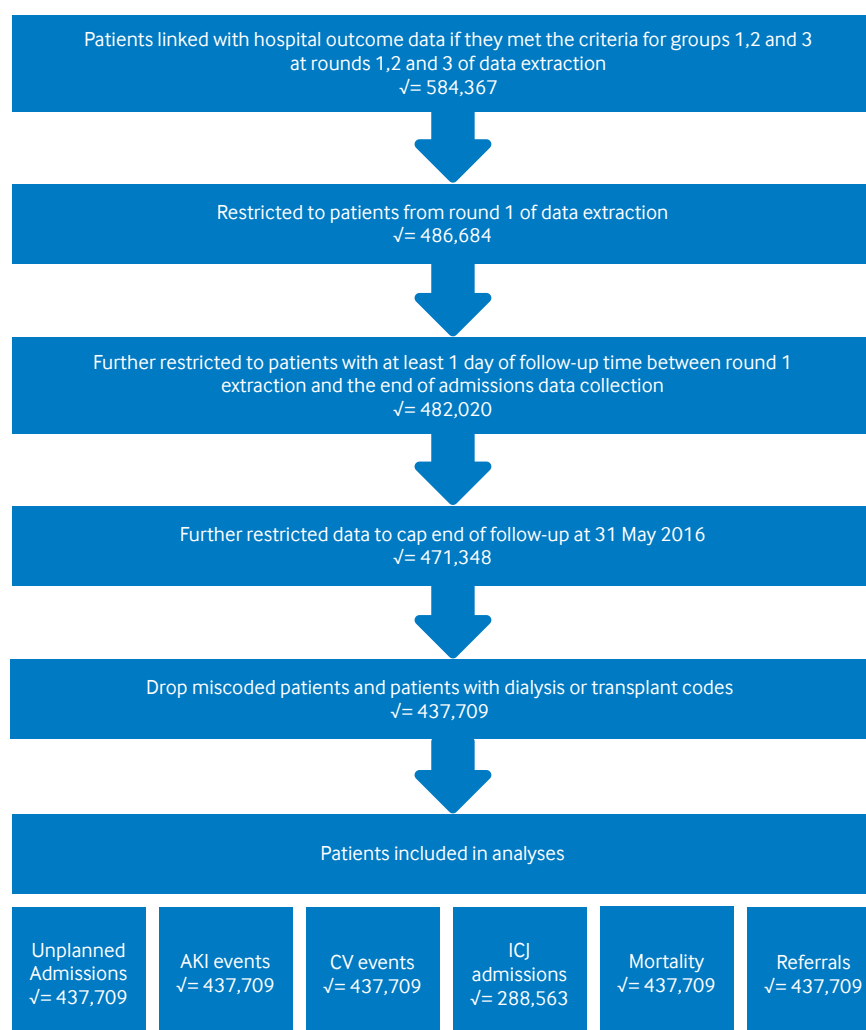 Patients linked with hospital outcome data if they met the criteria for groups 1,2 and 3
at rounds 1,2 and 3 of data extraction
√= 584,367
Restricted to patients from round 1 of data extraction
√= 486,684
Further restricted to patients with at least 1 day of follow-up time between round 1
extraction and the end of admissions data collection
√= 482,020
Further restricted data to cap end of follow-up at 31 May 2016
√= 471,348
Drop miscoded patients and patients with dialysis or transplant codes
√= 437,709
Patients included in analyses
Unplanned
Admissions
√= 437,709
AKI events
√= 437,709
CV events
√= 437,709
ICJ
admissions
√= 288,563
Mortality
√= 437,709
Referrals
√= 437,709